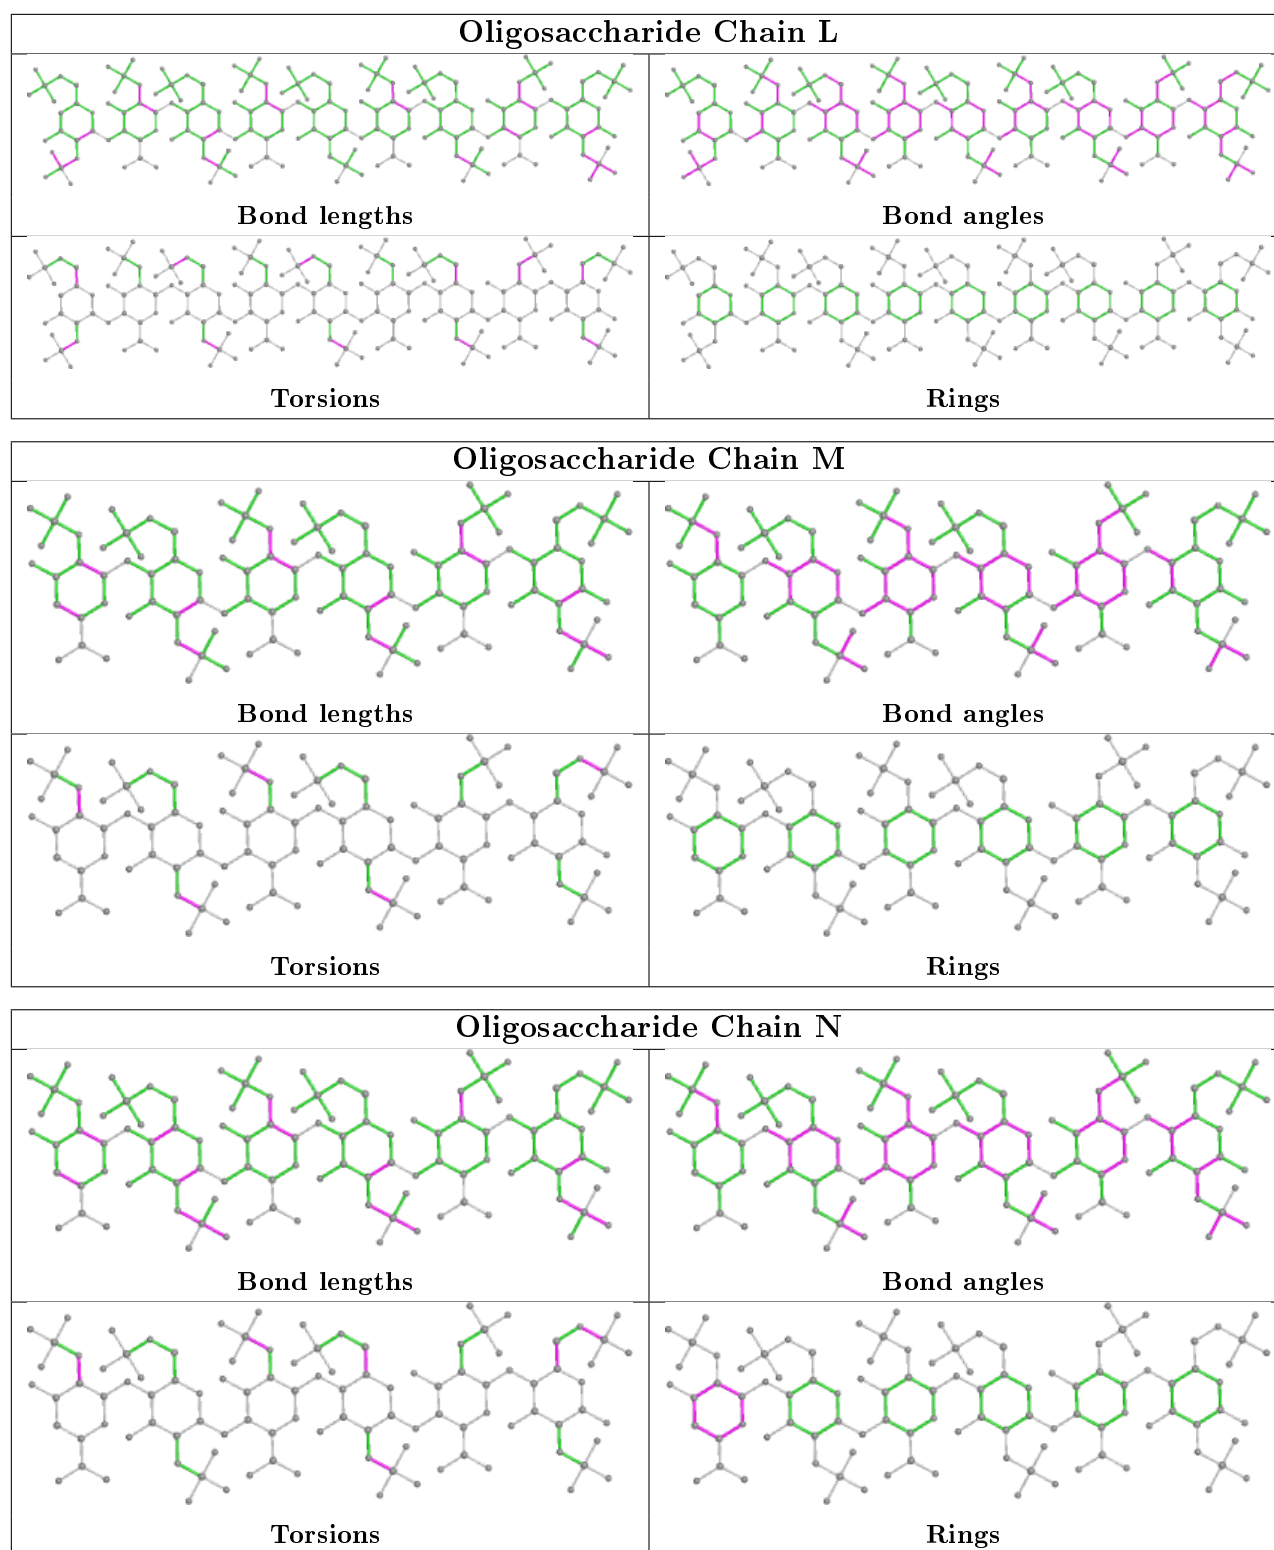 Oligosaccharide Chain L
Bond lengths
Bond angles
Torsions
Rings
Oligosaccharide Chain M
Bond lengths
Bond angles
Torsions
Rings
Oligosaccharide Chain N
Bond lengths
Bond angles
Torsions
Rings